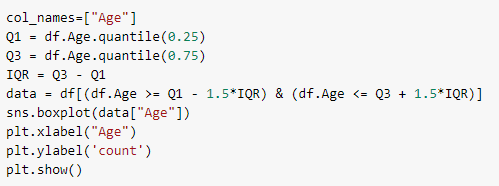 col_names=["Age"]
Q1 = df.Age.quantile(0.25)
Q3 = df.Age.quantile(0.75)
IQR = Q3 - Q1
data = df[(df.Age >= Q1 - 1.5*IQR) & (df.Age <= Q3 + 1.5*IQR)]
sns.boxplot(data["Age"])
plt.xlabel("Age")
plt.ylabel('count')
plt.show()